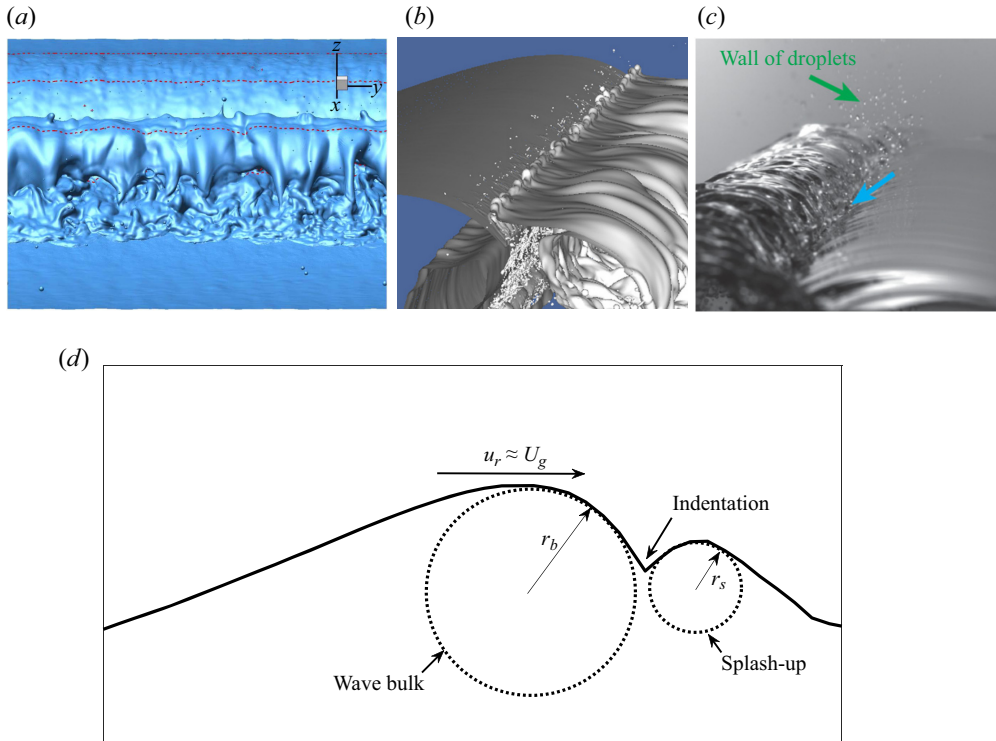 (a)
(b)
(c)
z
y
x
Wall of droplets
(d)
u_r ≈ U_g
Indentation
r_b
r_s
Splash-up
Wave bulk